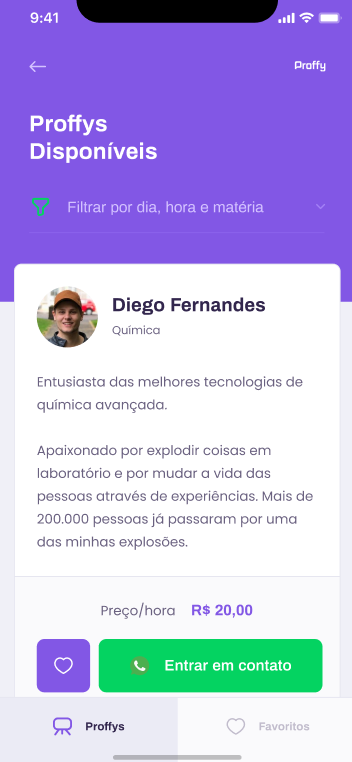 9:41
Proffy
Proffys
Disponíveis
Filtrar por dia, hora e matéria
Diego Fernandes
Química
Entusiasta das melhores tecnologias de
química avançada.
Apaixonado por explodir coisas em
laboratório e por mudar a vida das
pessoas através de experiências. Mais de
200.000 pessoas já passaram por uma
das minhas explosões.
Preço/hora R$ 20,00
Entrar em contato
Proffys Favoritos